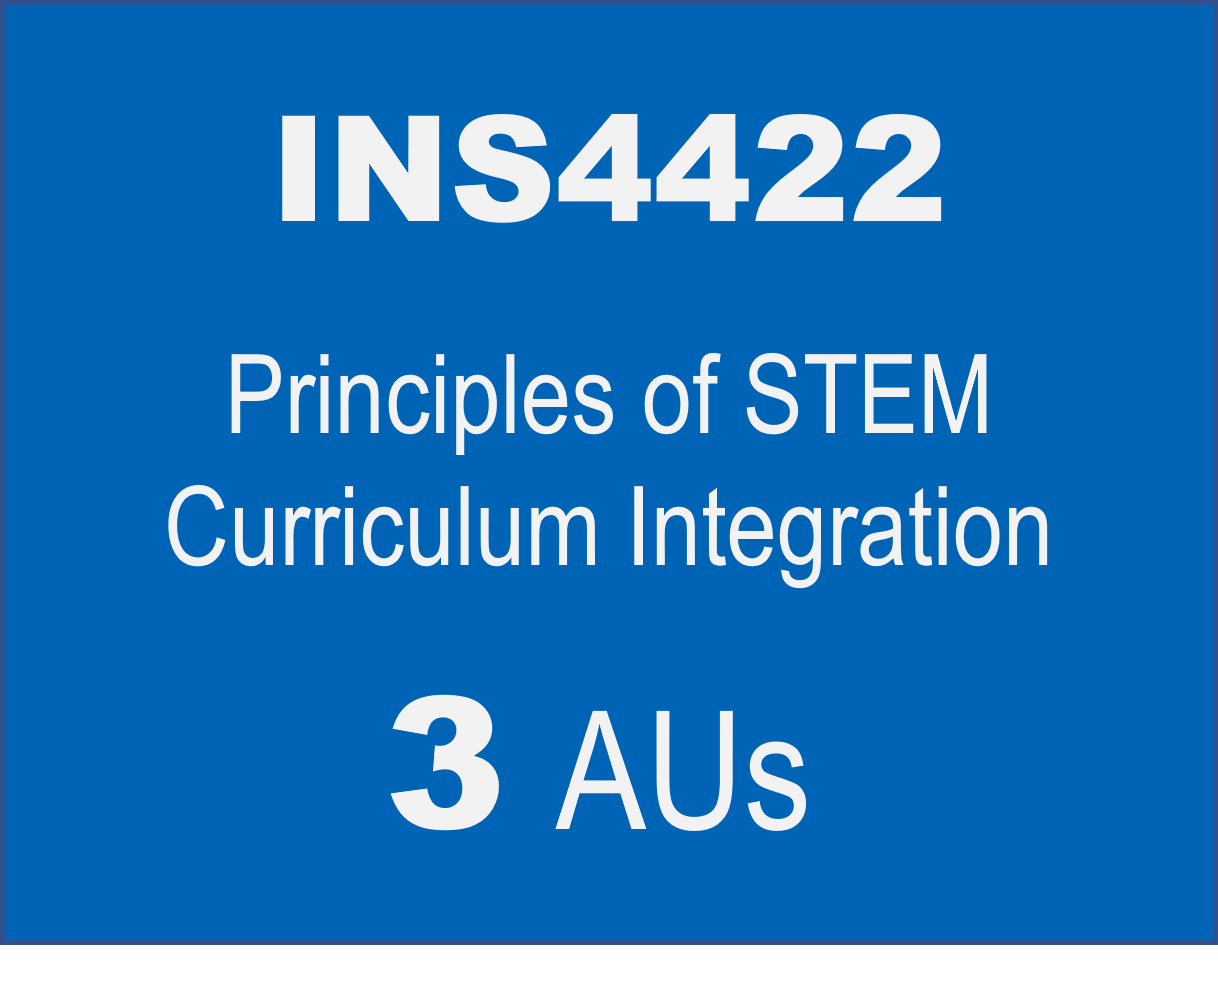 INS4422
Principles of STEM
Curriculum Integration
3 AUs